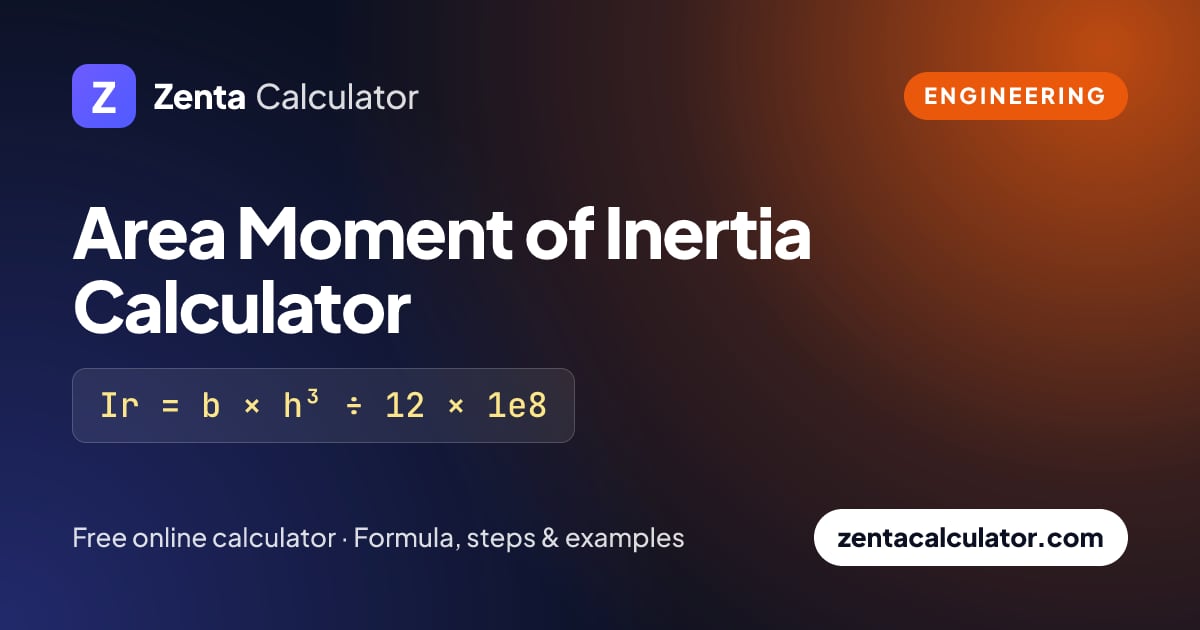 Z
Zenta Calculator
ENGINEERING
Area Moment of Inertia
Calculator
Ir = b × h³ ÷ 12 × 1e8
Free online calculator · Formula, steps & examples
zentacalculator.com